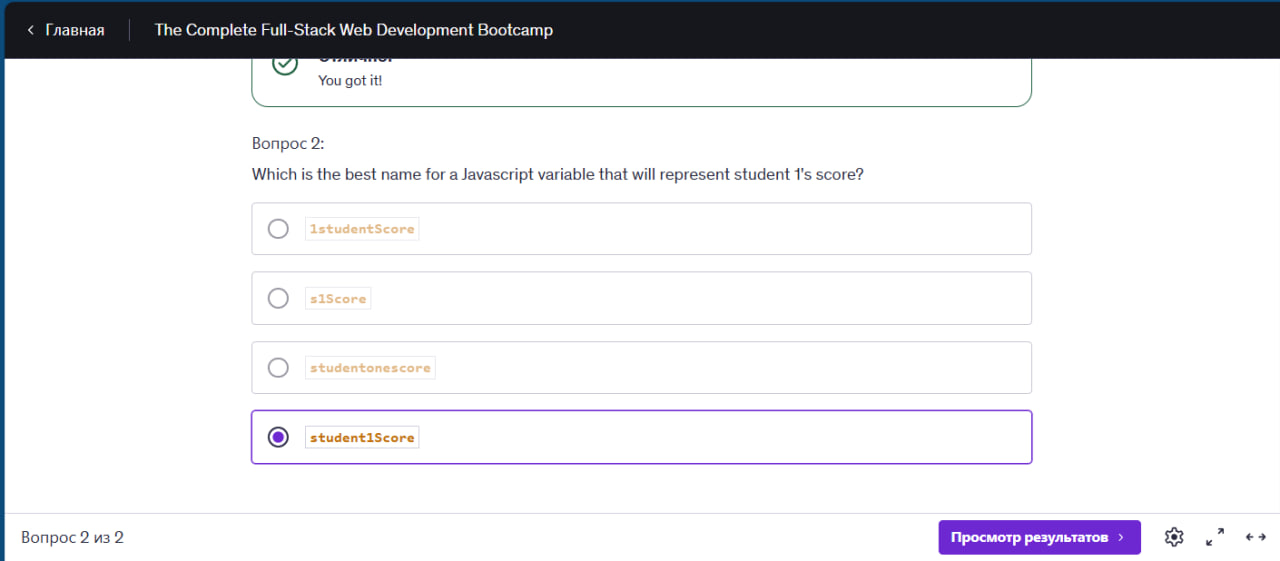 Главная
The Complete Full-Stack Web Development Bootcamp
You got it!
Вопрос 2:
Which is the best name for a Javascript variable that will represent student 1's score?
1studentScore
s1Score
studentonescore
student1Score
Вопрос 2 из 2
Просмотр результатов